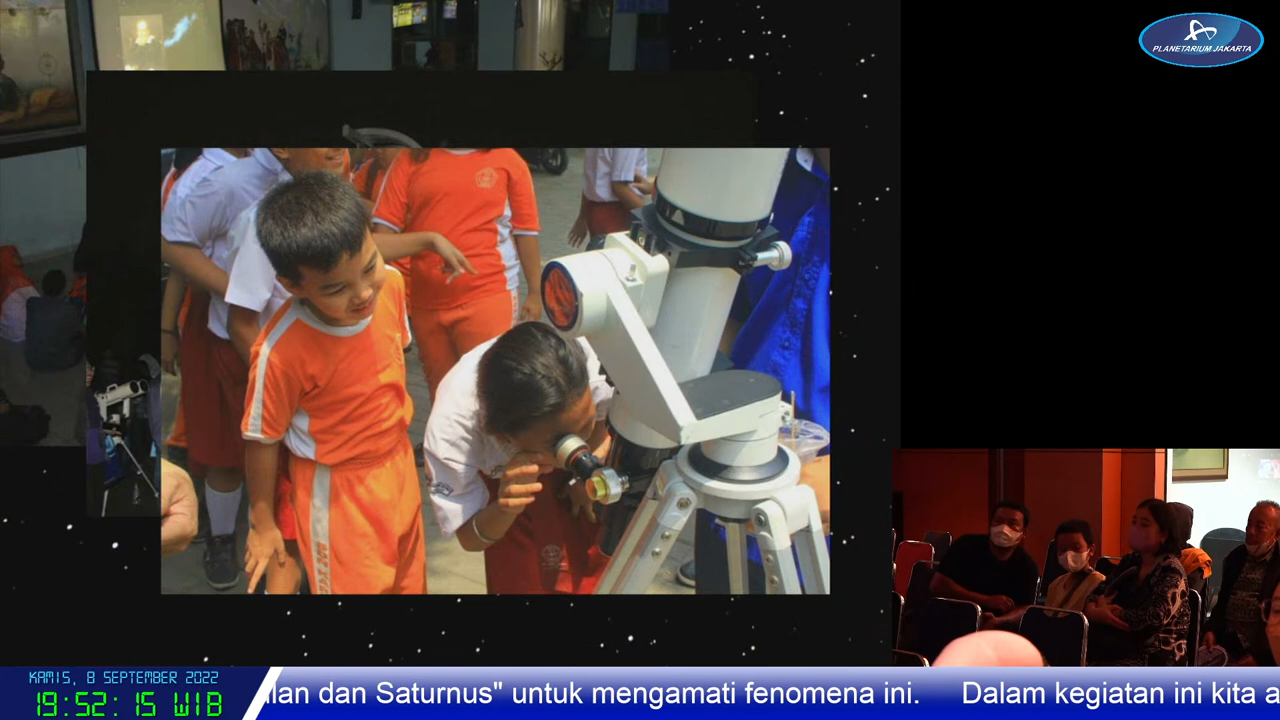 PLANETARIUM JAKARTA
KAMIS, 8 SEPTEMBER 2022
19:52:15 WIB
lan dan Saturnus" untuk mengamati fenomena ini. Dalam kegiatan ini kita a